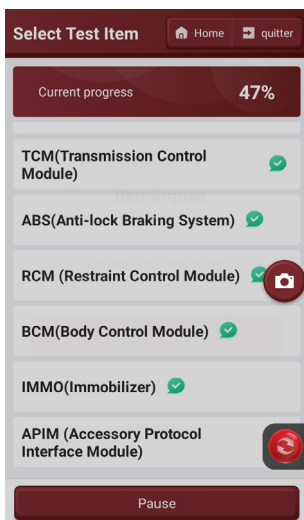 Select Test Item
Home
quitter
Current progress
47%
TCM(Transmission Control
Module)
Remarques
ABS(Anti-lock Braking System)
RCM (Restraint Control Module)
BCM(Body Control Module)
IMMO(Immobilizer)
APIM (Accessory Protocol
Interface Module)
Pause